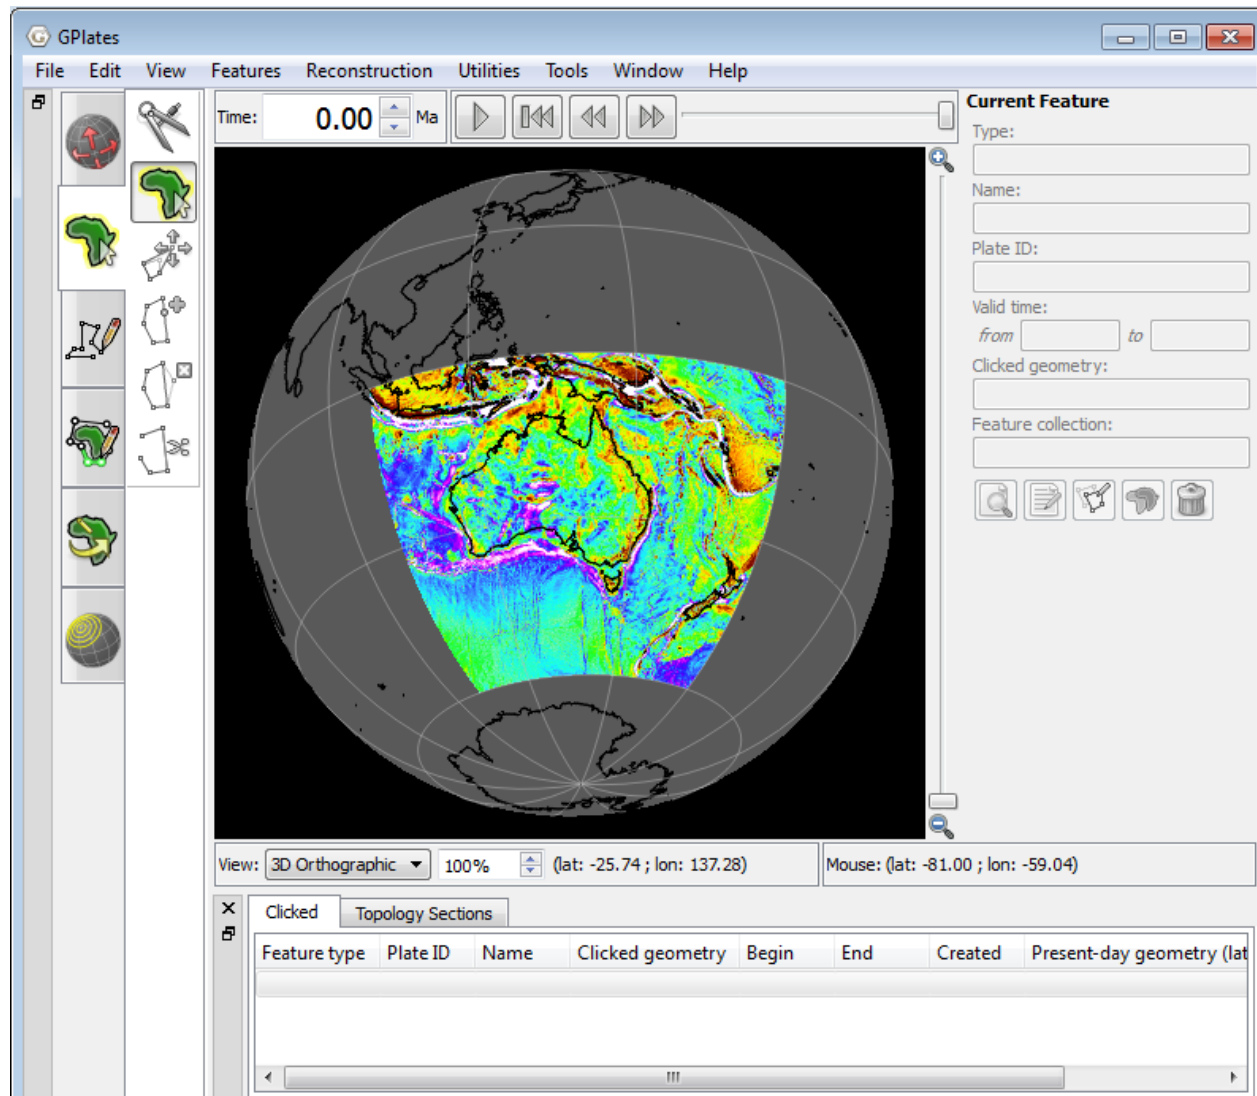 GPlates
File Edit View Features Reconstruction Utilities Tools Window Help
Time: 0.00 Ma
Current Feature
Type:
Name:
Plate ID:
Valid time:
from to
Clicked geometry:
Feature collection:
View: 3D Orthographic 100% (lat: -25.74 ; lon: 137.28) Mouse: (lat: -81.00 ; lon: -59.04)
Clicked Topology Sections
Feature type Plate ID Name Clicked geometry Begin End Created Present-day geometry (lat